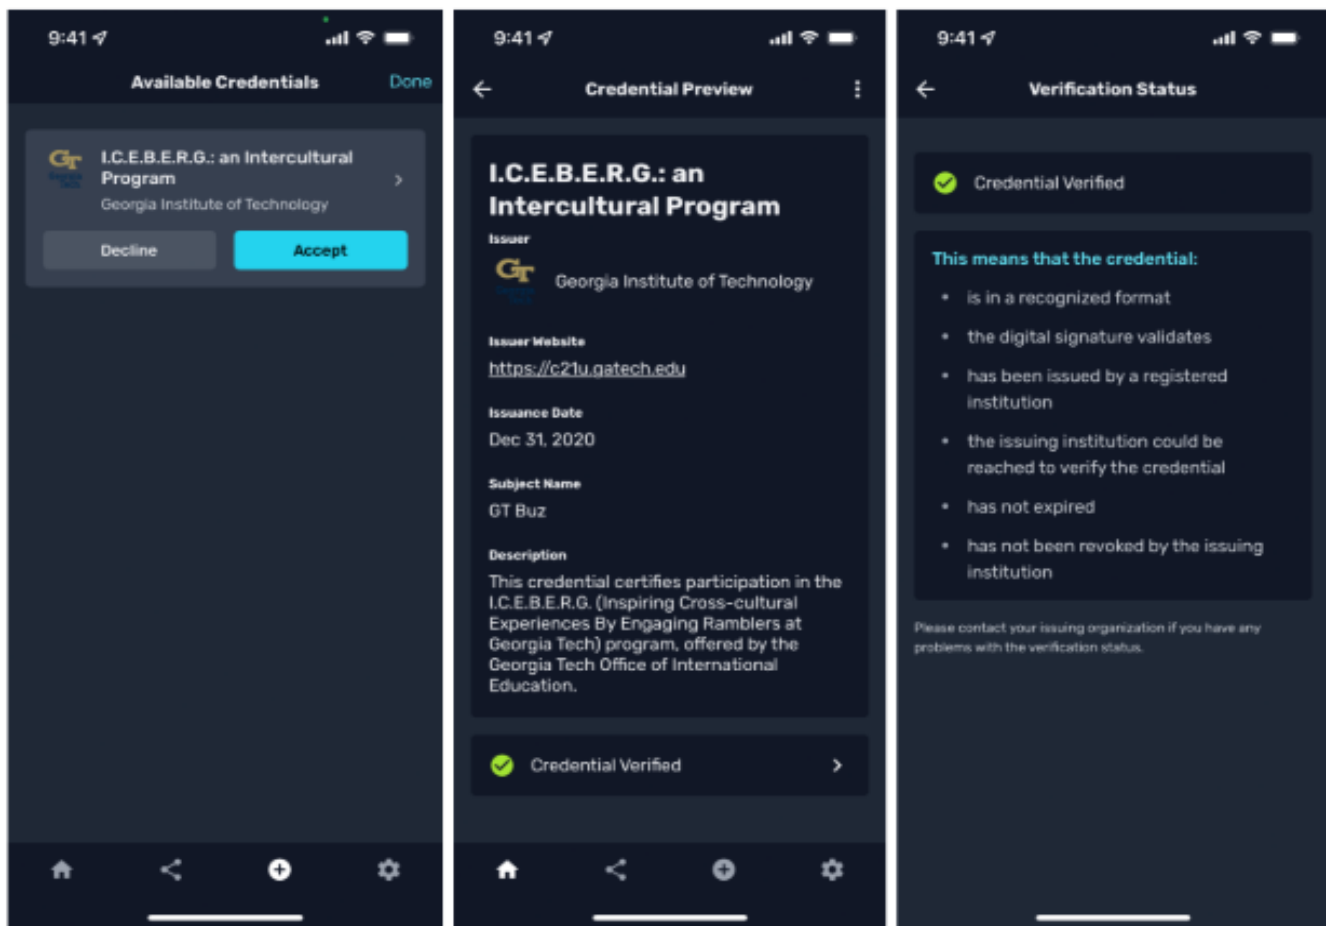 9:41
Available Credentials
Done
GT
I.C.E.B.E.R.G.: an Intercultural
Program
Georgia Institute of Technology
Decline
Accept
9:41
Credential Preview
I.C.E.B.E.R.G.: an
Intercultural Program
Issuer
GT
Georgia Institute of Technology
Issuer Website
https://c21u.gatech.edu
Issuance Date
Dec 31, 2020
Subject Name
GT Buz
Description
This credential certifies participation in the
I.C.E.B.E.R.G. (Inspiring Cross-cultural
Experiences By Engaging Ramblers at
Georgia Tech) program, offered by the
Georgia Tech Office of International
Education.
Credential Verified
9:41
Verification Status
Credential Verified
This means that the credential:
• is in a recognized format
• the digital signature validates
• has been issued by a registered
institution
• the issuing institution could be
reached to verify the credential
• has not expired
• has not been revoked by the issuing
institution
Please contact your issuing organization if you have any
problems with the verification status.